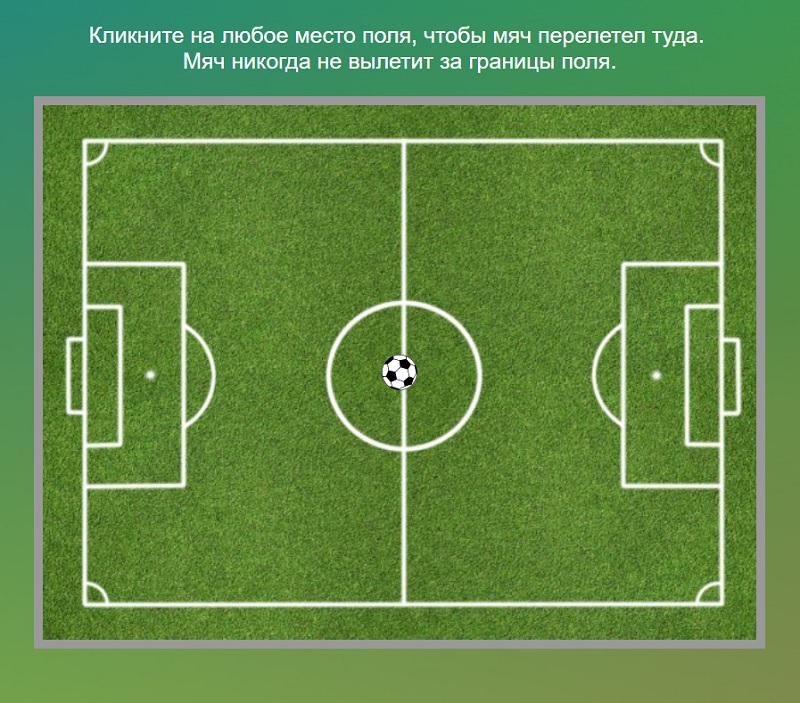 Кликните на любое место поля, чтобы мяч перелетел туда.
Мяч никогда не вылетит за границы поля.